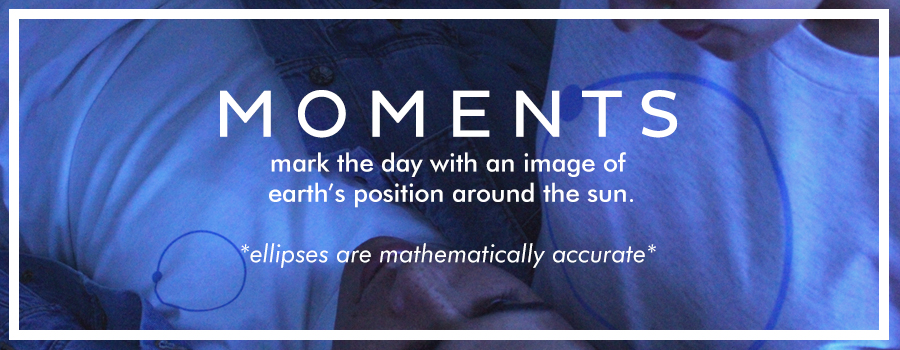 MOMENTS
mark the day with an image of
earth's position around the sun.
*ellipses are mathematically accurate*